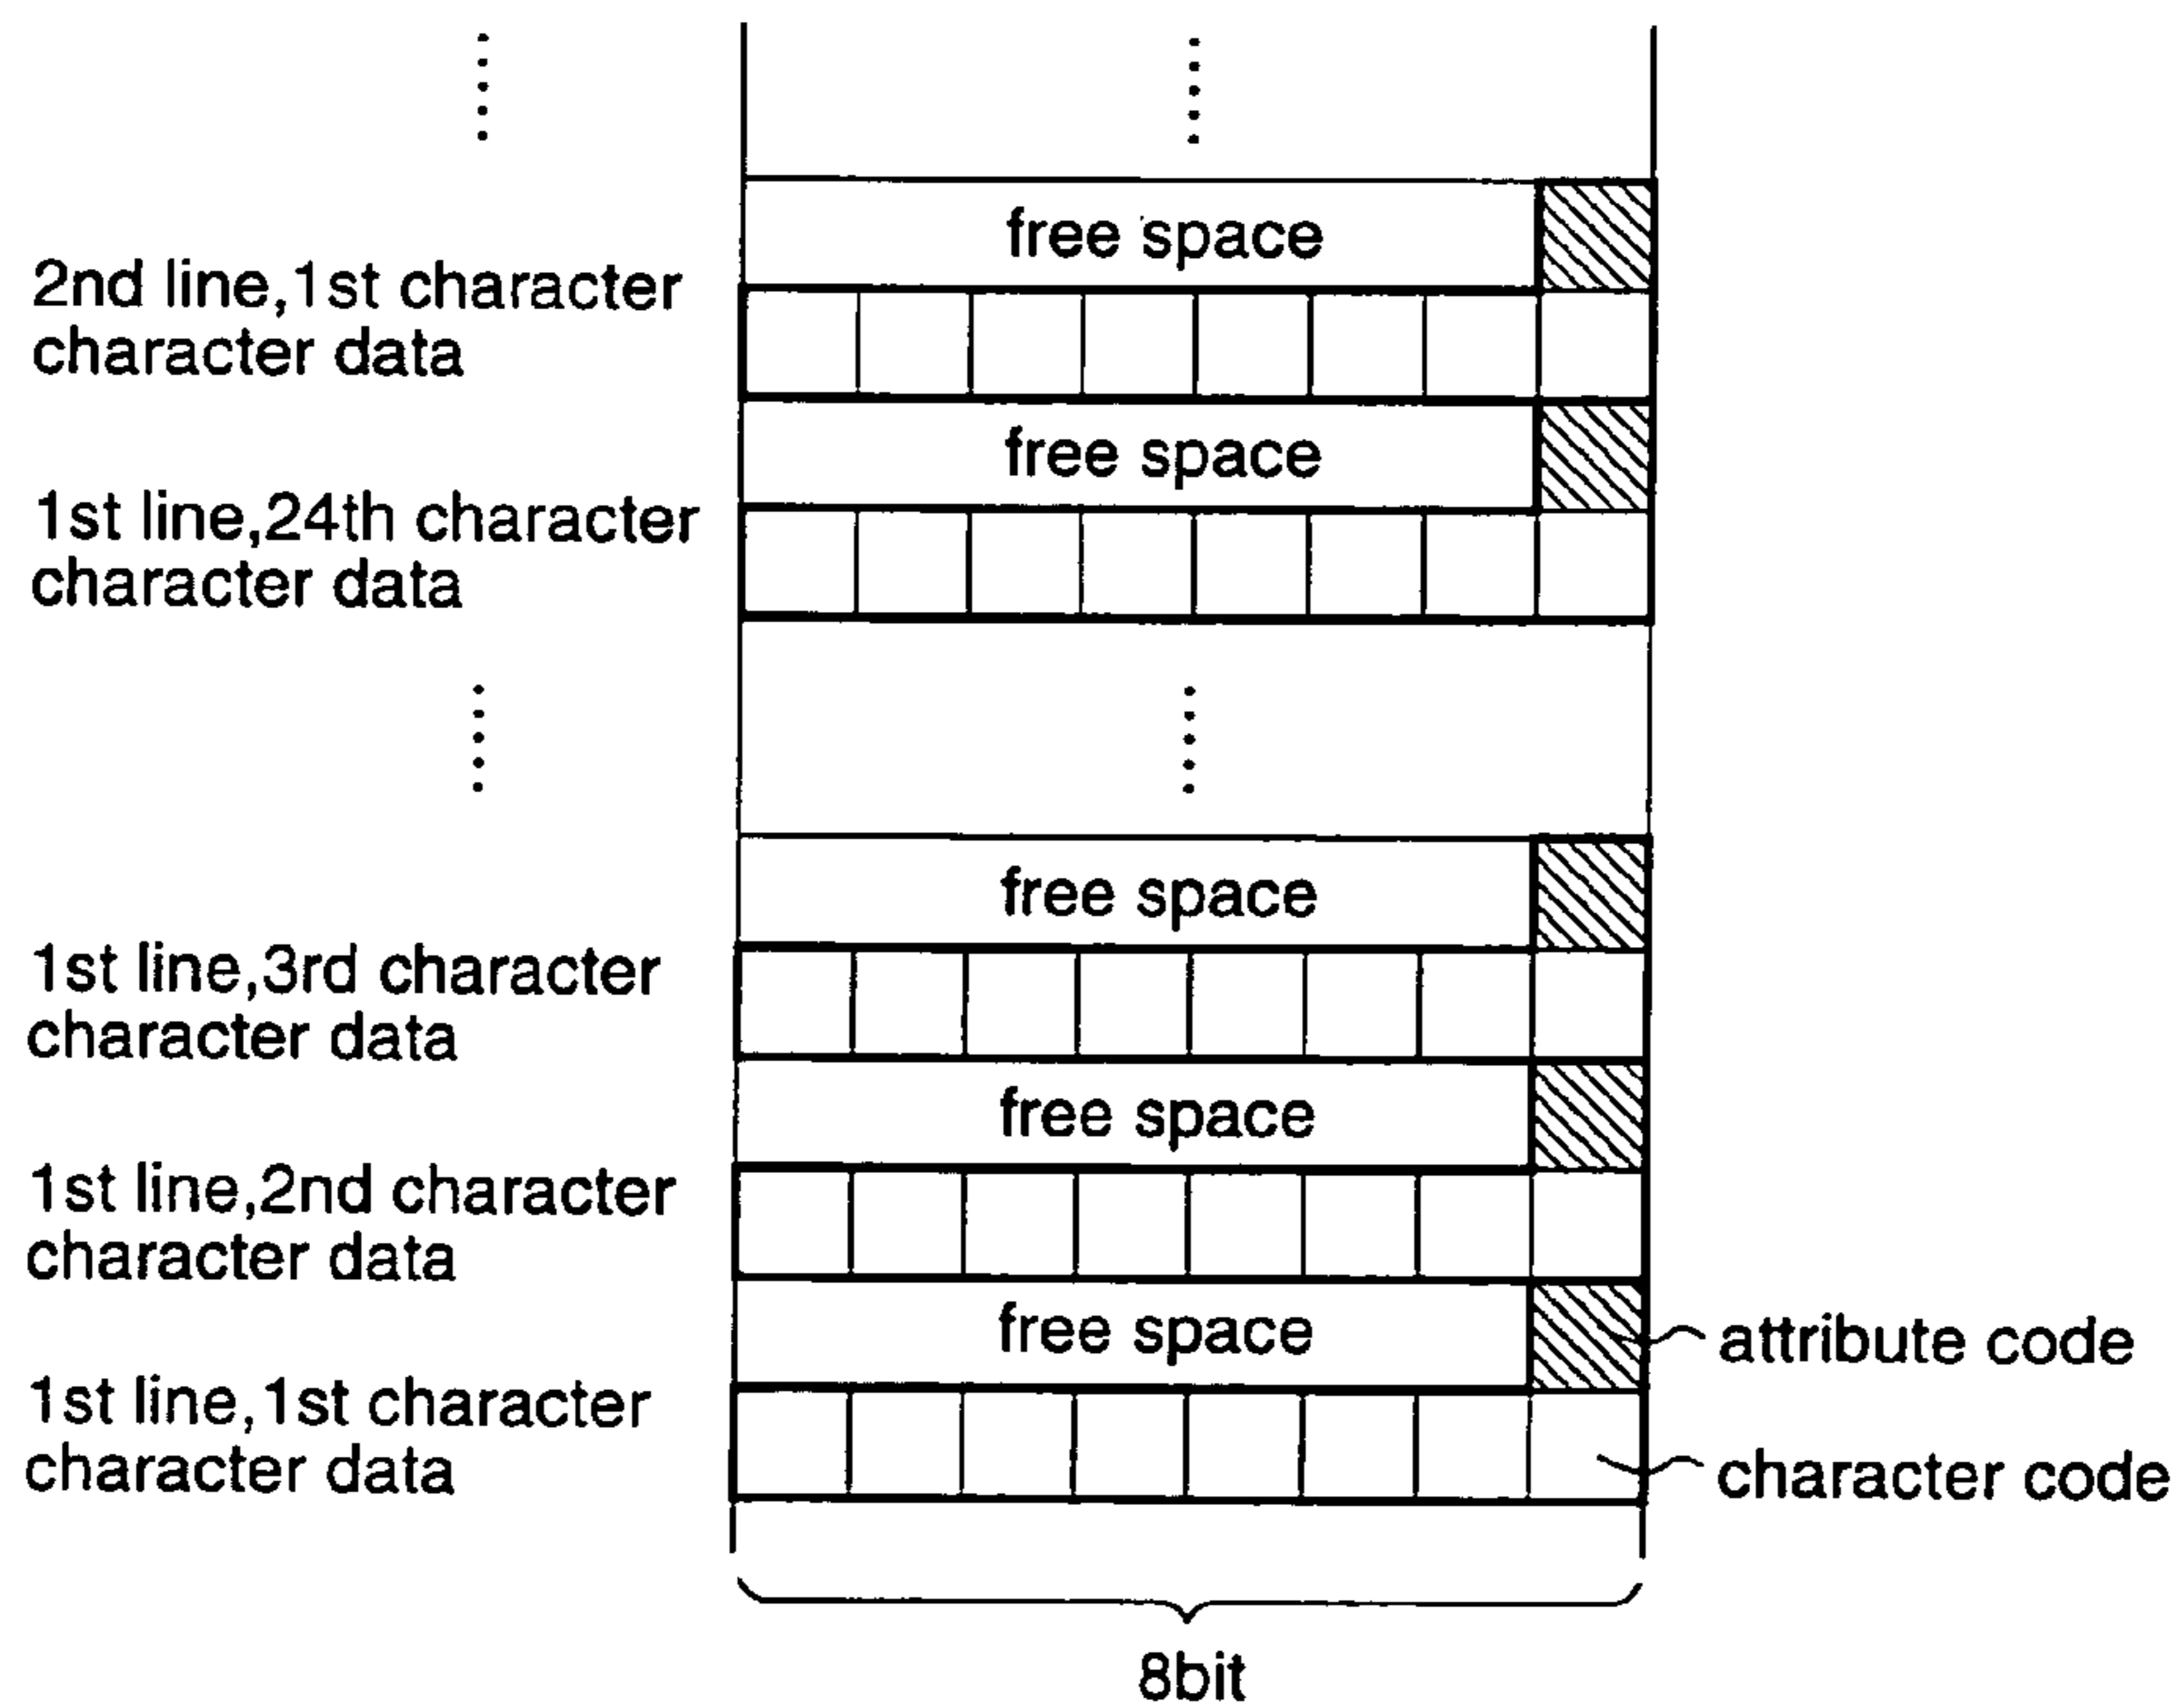 free space
2nd line,1st character
character data
free space
1st line,24th character
character data
free space
1st line,3rd character
character data
free space
1st line,2nd character
character data
free space
attribute code
1st line,1st character
character data
character code
8bit